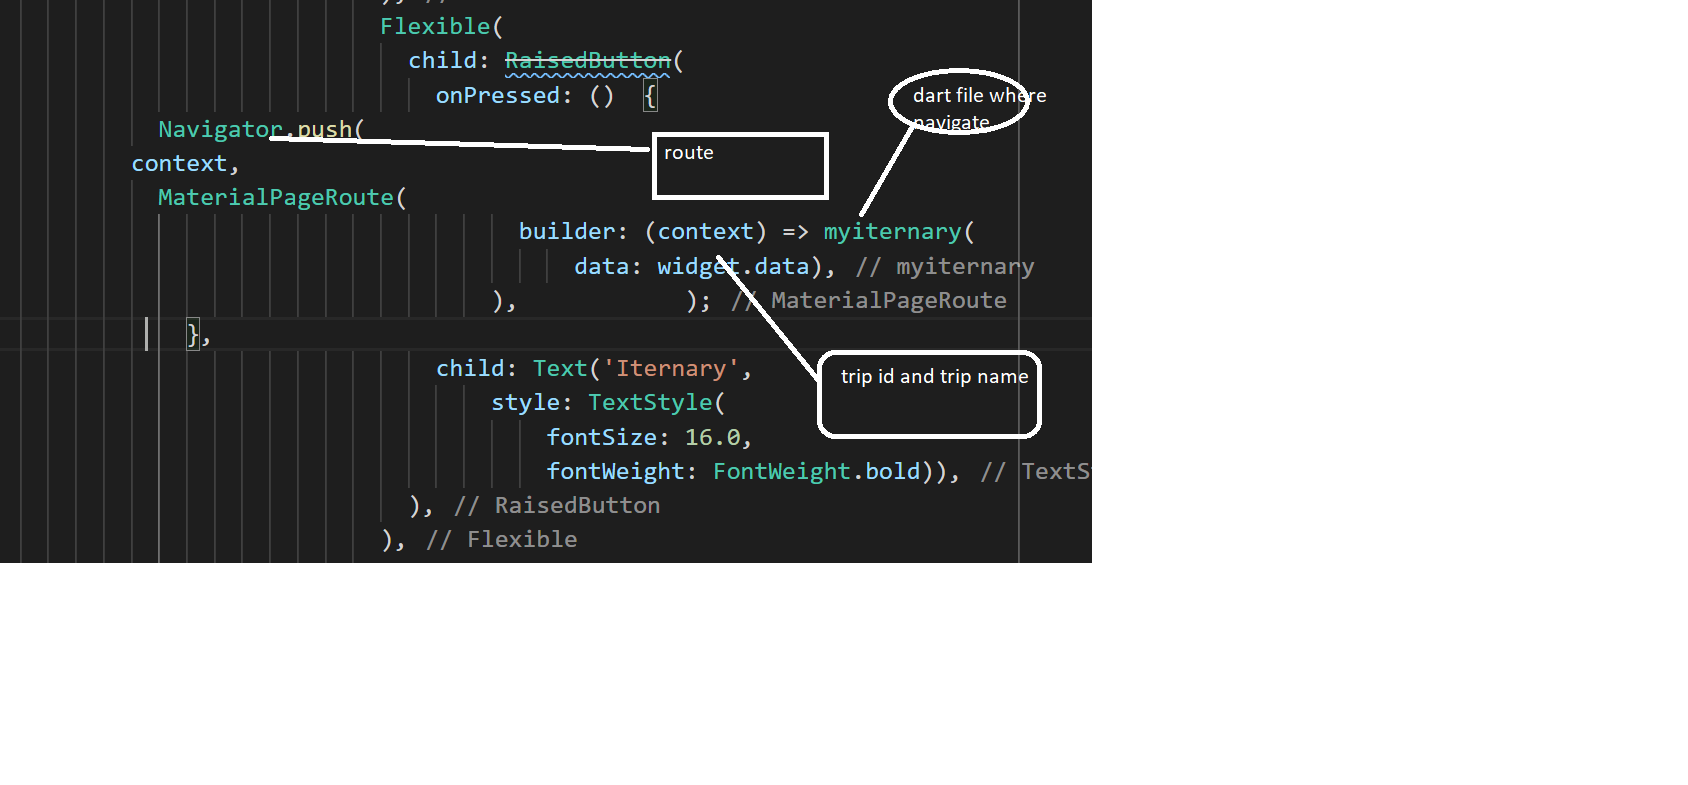 ), //
Flexible(
child: RaisedButton(
onPressed: () {
dart file where
navigate
Navigator.push(
route
context,
MaterialPageRoute(
builder: (context) => myiternary(
data: widget.data), // myiternary
), ); // MaterialPageRoute
},
child: Text('Iternary',
trip id and trip name
style: TextStyle(
fontSize: 16.0,
fontWeight: FontWeight.bold)), // TextS
), // RaisedButton
), // Flexible